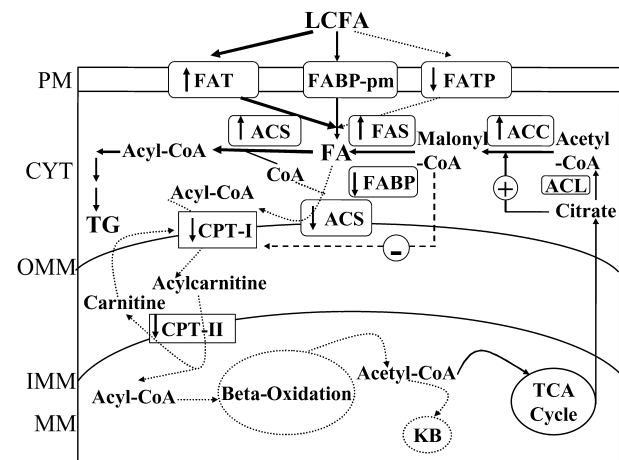 LCFA
PM
FAT
FABP-pm
FATP
ACS
FAS
ACC
CYT
Acyl-CoA
FA
Malonyl
-CoA
Acetyl
-CoA
CoA
FABP
ACL
+
Acyl-CoA
TG
CPT-I
ACS
Citrate
-
OMM
Acylcarnitine
Carnitine
CPT-II
IMM
MM
Acyl-CoA
Beta-Oxidation
Acetyl-CoA
TCA
Cycle
KB